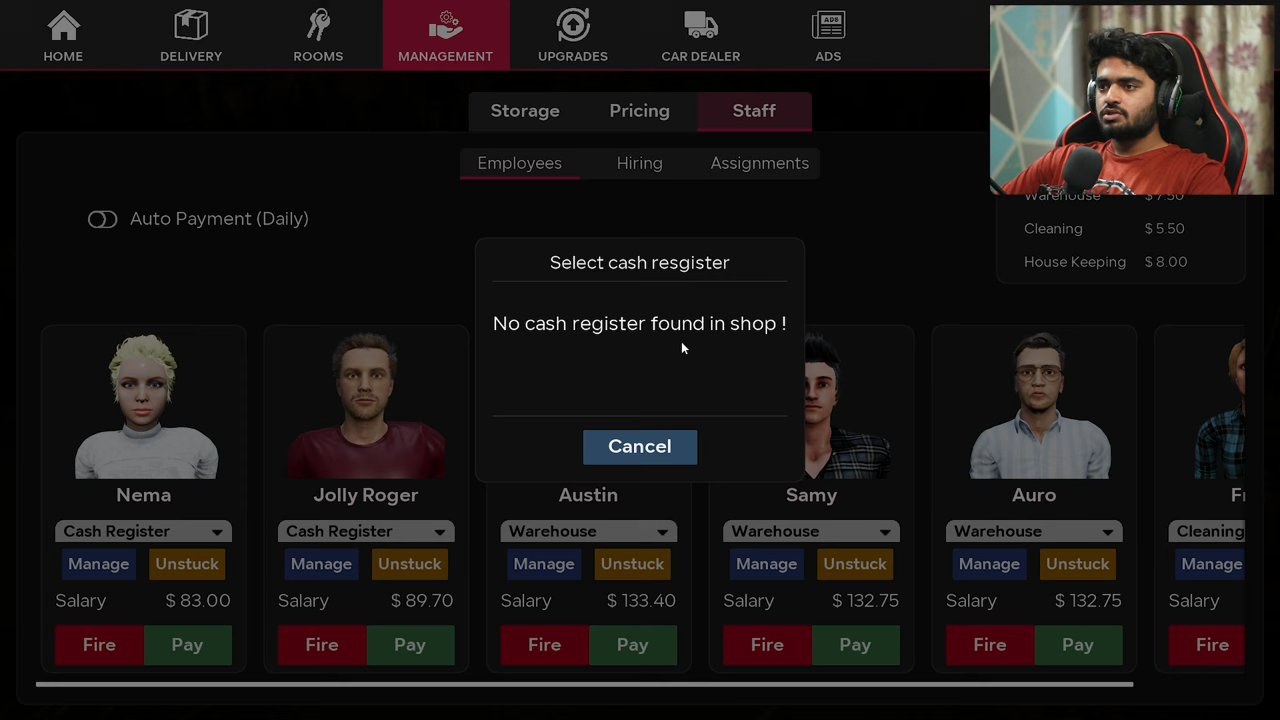 HOME
DELIVERY
ROOMS
MANAGEMENT
UPGRADES
CAR DEALER
ADB
ADS
Storage
Pricing
Staff
Employees
Hiring
Assignments
Auto Payment (Daily)
Warehouse $ 7.50
Cleaning $ 5.50
House Keeping $ 8.00
Select cash resgister
No cash register found in shop !
Cancel
Nema
Jolly Roger
Austin
Samy
Auro
Cash Register
Cash Register
Warehouse
Warehouse
Warehouse
Cleaning
Manage Unstuck
Manage Unstuck
Manage Unstuck
Manage Unstuck
Manage Unstuck
Manage
Salary $ 83.00
Salary $ 89.70
Salary $ 133.40
Salary $ 132.75
Salary $ 132.75
Salary
Fire Pay
Fire Pay
Fire Pay
Fire Pay
Fire Pay
Fire